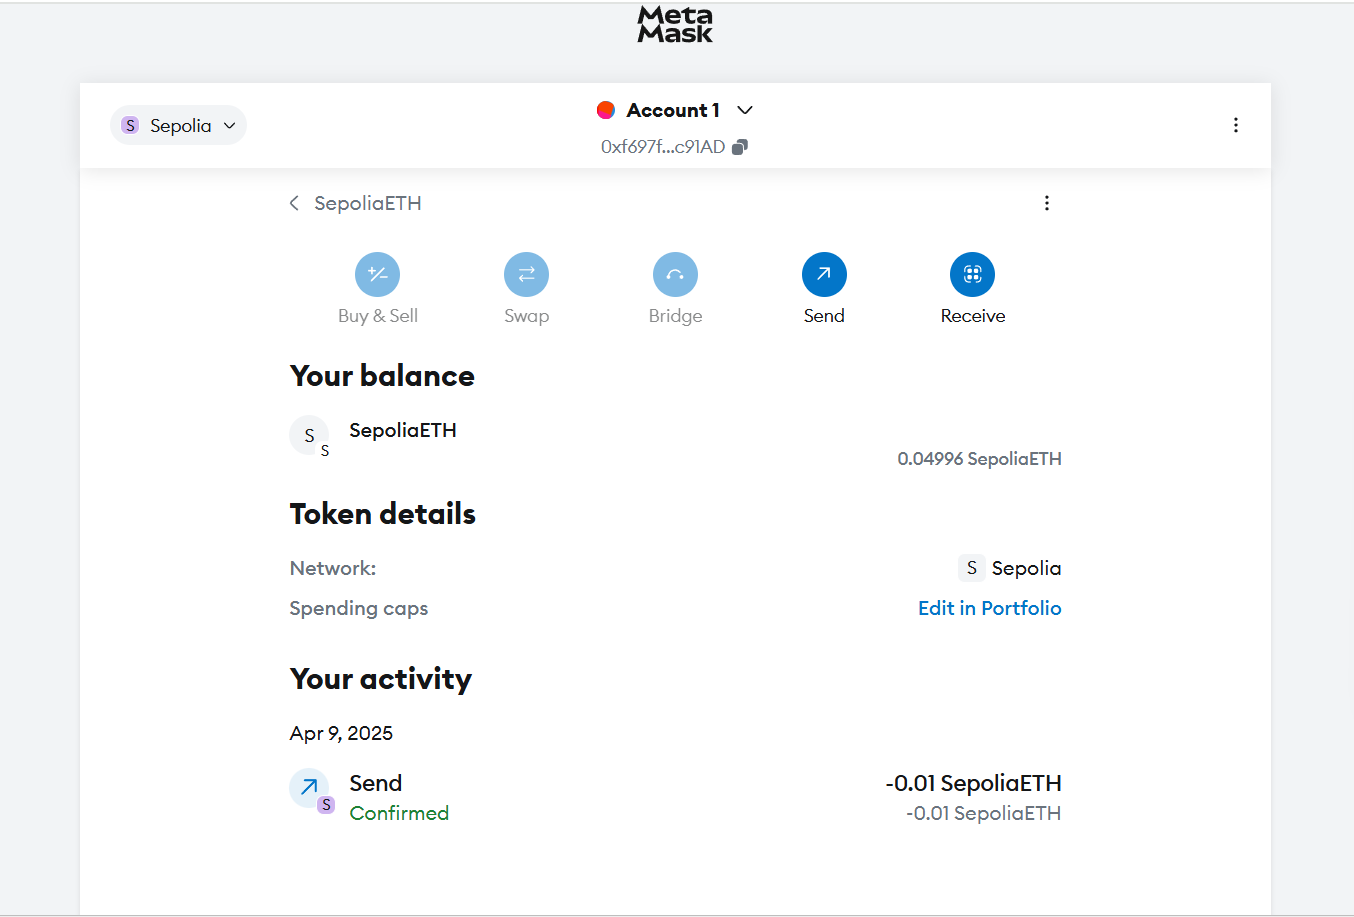 Meta
Mask
S Sepolia
Account 1
0xf697f...c91AD
SepoliaETH
Buy & Sell Swap Bridge Send Receive
Your balance
S S SepoliaETH
0.04996 SepoliaETH
Token details
Network: S Sepolia
Spending caps Edit in Portfolio
Your activity
Apr 9, 2025
Send -0.01 SepoliaETH
S Confirmed -0.01 SepoliaETH